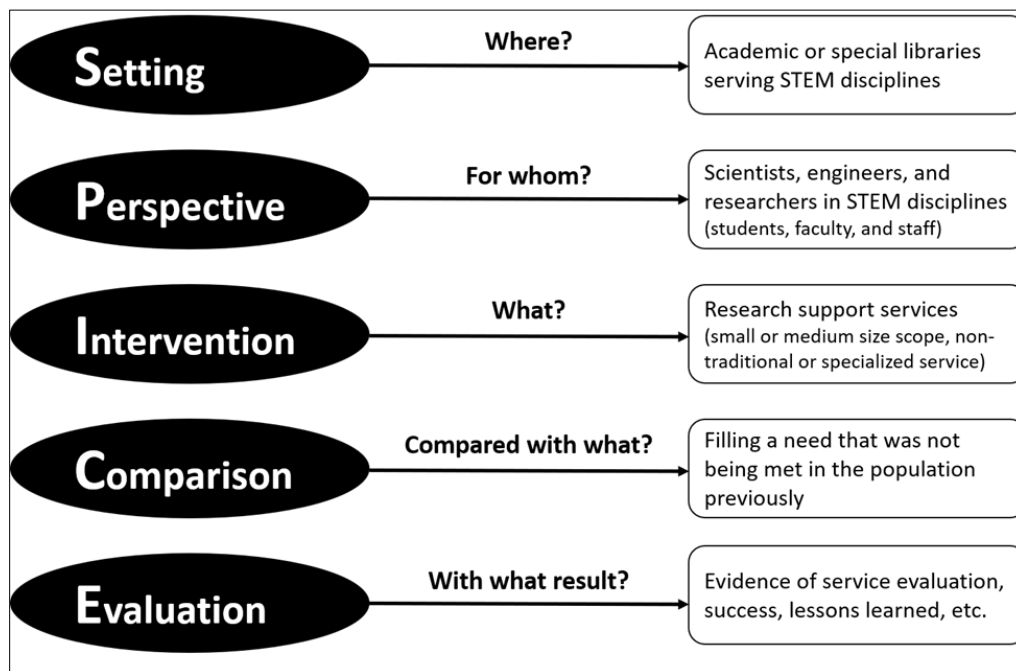 Setting
Where?
Academic or special libraries
serving STEM disciplines
Perspective
For whom?
Scientists, engineers, and
researchers in STEM disciplines
(students, faculty, and staff)
Intervention
What?
Research support services
(small or medium size scope, non-
traditional or specialized service)
Comparison
Compared with what?
Filling a need that was not
being met in the population
previously
Evaluation
With what result?
Evidence of service evaluation,
success, lessons learned, etc.